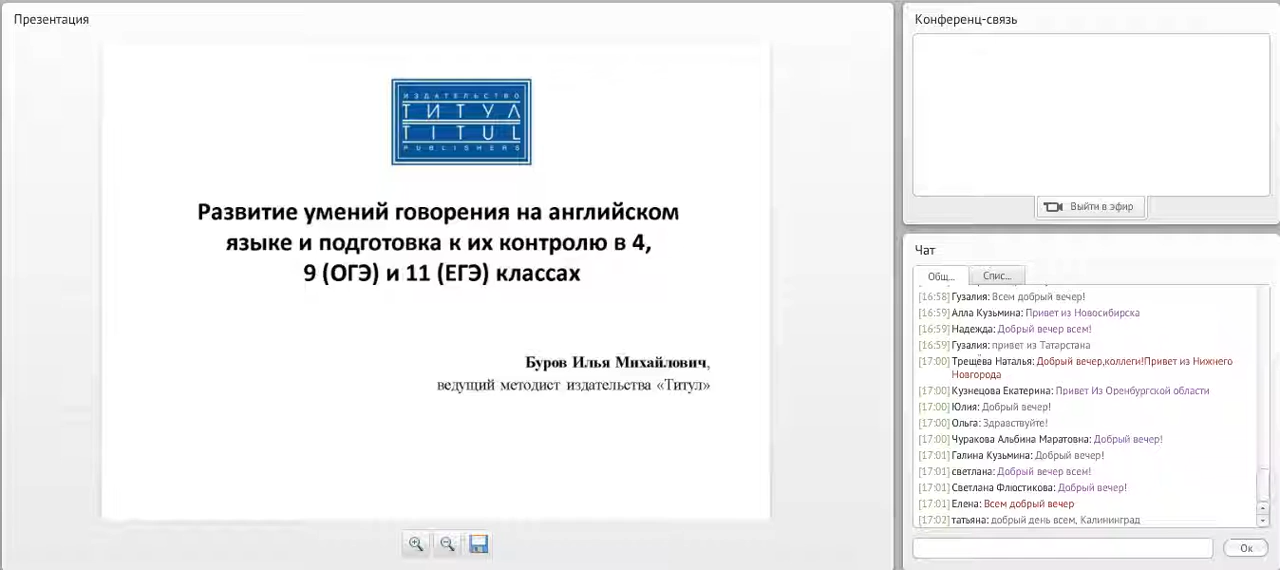 Презентация
ИЗДАТЕЛЬСТВО
ТИТУЛ
TITUL
PUBLISHERS
Развитие умений говорения на английском
языке и подготовка к их контролю в 4,
9 (ОГЭ) и 11 (ЕГЭ) классах
Буров Илья Михайлович,
ведущий методист издательства «Титул»
Конференц-связь
Выйти в эфир
Чат
Общ... Спис...
[16:58] Гузалия: Всем добрый вечер!
[16:59] Алла Кузьмина: Привет из Новосибирска
[16:59] Надежда: Добрый вечер всем!
[16:59] Гузалия: привет из Татарстана
[17:00] Трещёва Наталья: Добрый вечер,коллеги!Привет из Нижнего
Новгорода
[17:00] Кузнецова Екатерина: Привет Из Оренбургской области
[17:00] Юлия: Добрый вечер!
[17:00] Ольга: Здравствуйте!
[17:00] Чуракова Альбина Маратовна: Добрый вечер!
[17:01] Галина Кузьмина: Добрый вечер!
[17:01] светлана: Добрый вечер всем!
[17:01] Светлана Флюстикова: Добрый вечер!
[17:01] Елена: Всем добрый вечер
[17:02] татьяна: добрый день всем, Калининград
Ок